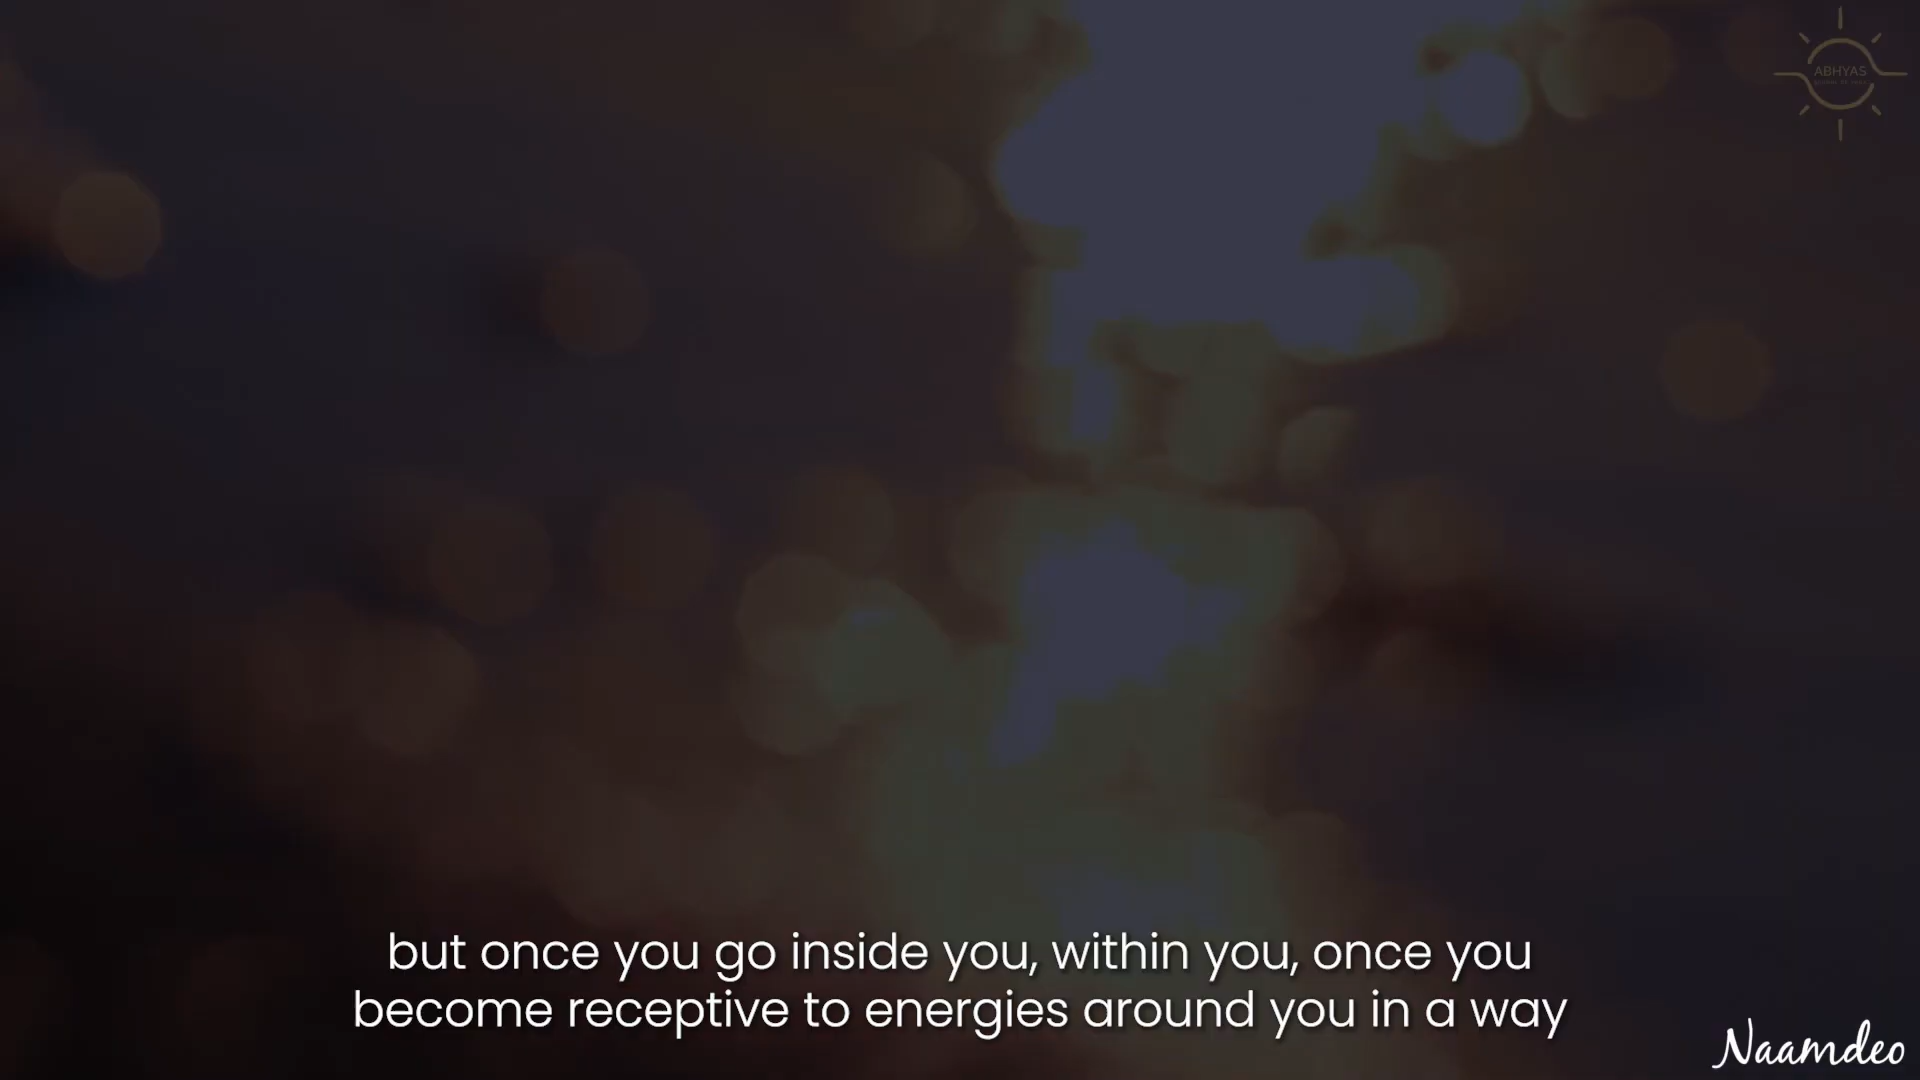 ABHYAS
but once you go inside you, within you, once you
become receptive to energies around you in a way
Naamdeo